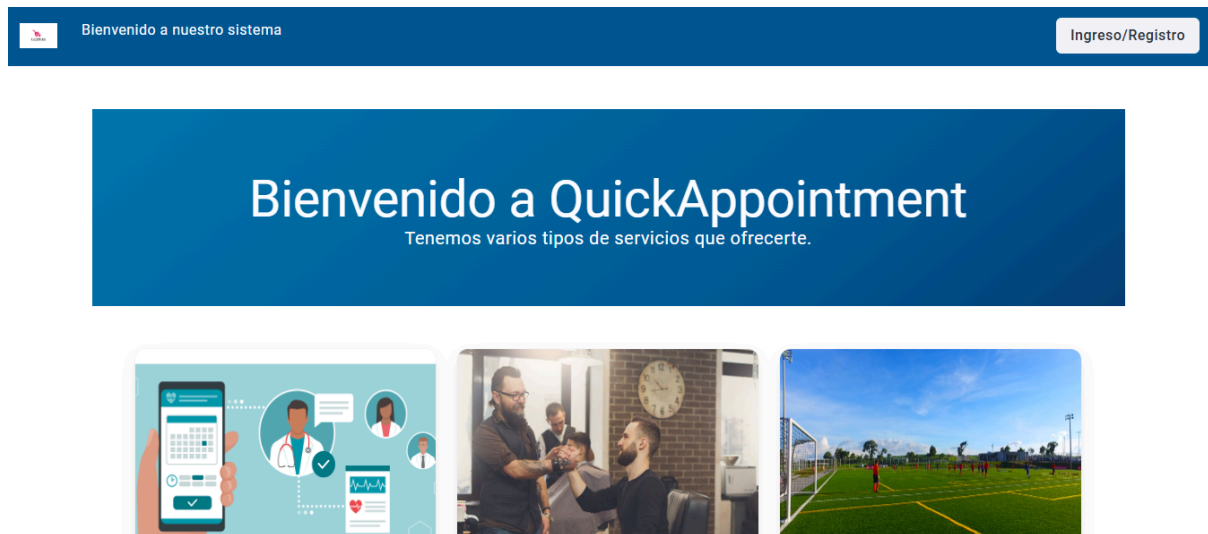 Bienvenido a nuestro sistema
Ingreso/Registro
Bienvenido a QuickAppointment
Tenemos varios tipos de servicios que ofrecerte.